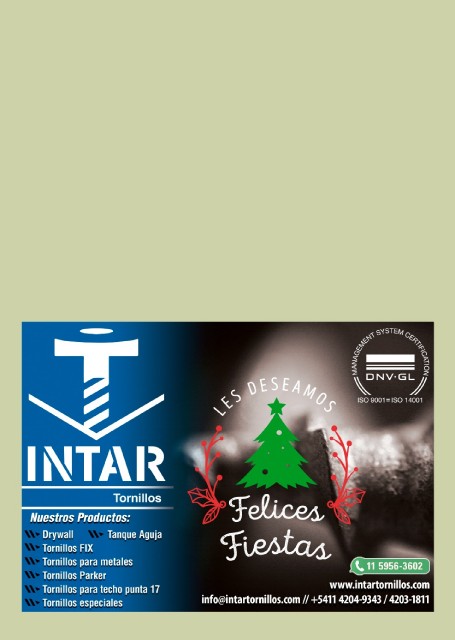 INTAR
Tornillos
Nuestros Productos:
Drywall Tanque Aguja
Tornillos FIX
Tornillos para metales
Tornillos Parker
Tornillos para techo punta 17
Tornillos especiales
LES DESEAMOS
Felices
Fiestas
MANAGEMENT SYSTEM CERTIFICATION
DNV·GL
ISO 9001=ISO 14001
11 5956-3602
www.intartornillos.com
info@intartornillos.com // +5411 4204-9343 / 4203-1811